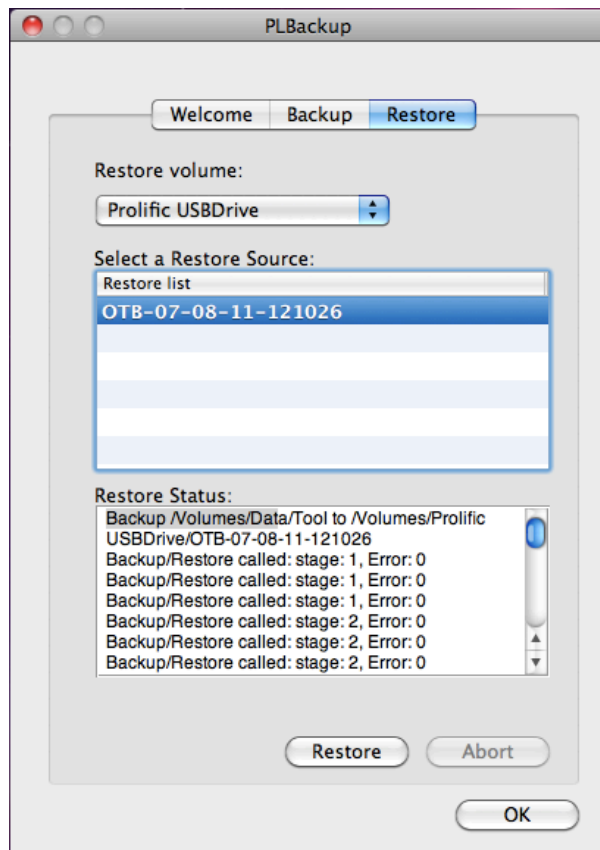 PLBackup
Welcome Backup Restore
Restore volume:
Prolific USBDrive
Select a Restore Source:
Restore list
OTB-07-08-11-121026
Restore Status:
Backup /Volumes/Data/Tool to /Volumes/Prolific
USBDrive/OTB-07-08-11-121026
Backup/Restore called: stage: 1, Error: 0
Backup/Restore called: stage: 1, Error: 0
Backup/Restore called: stage: 1, Error: 0
Backup/Restore called: stage: 2, Error: 0
Backup/Restore called: stage: 2, Error: 0
Backup/Restore called: stage: 2, Error: 0
Restore Abort
OK